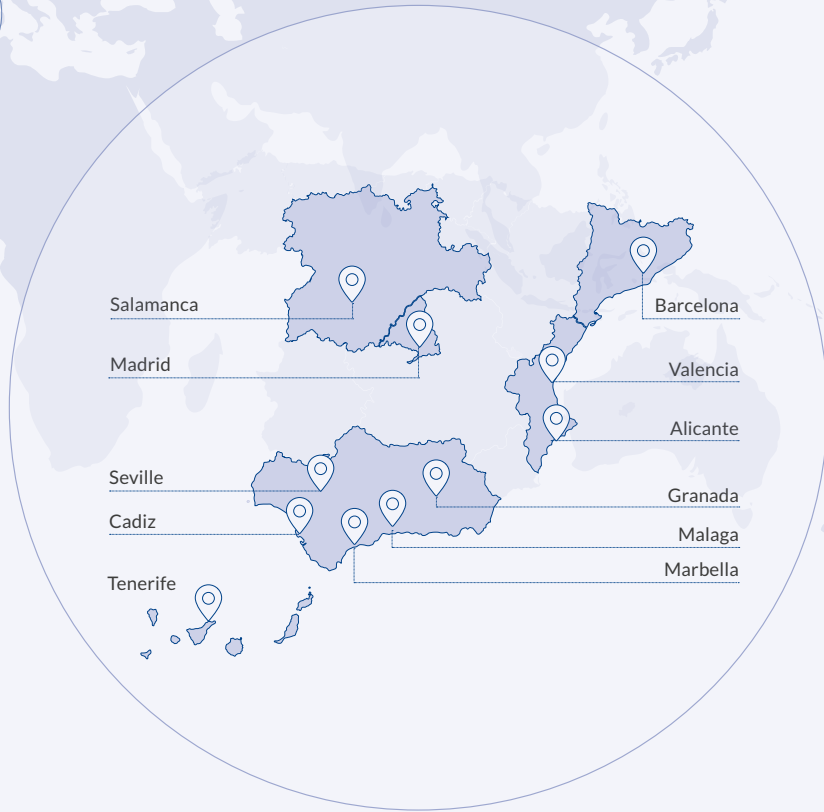 Salamanca
Madrid
Barcelona
Valencia
Alicante
Seville
Cadiz
Granada
Malaga
Marbella
Tenerife